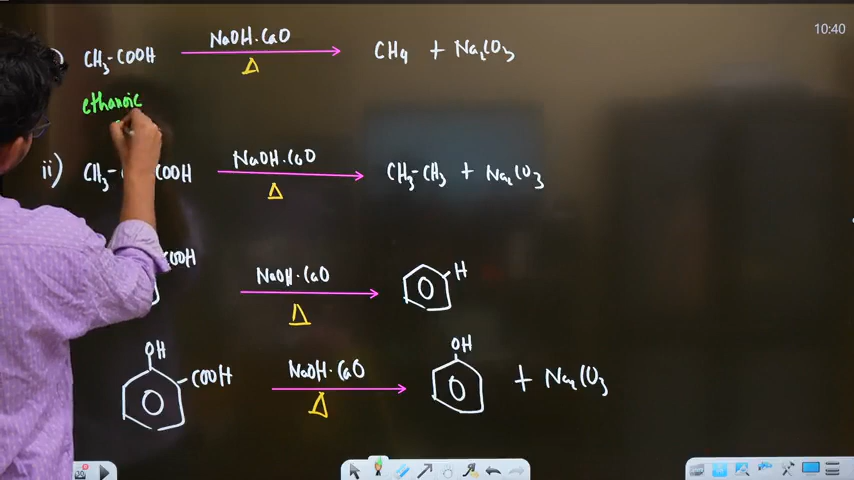 10:40
) CH₃-COOH NaOH·CaO Δ CH₄ + Na₂CO₃
ethanoic
ii) CH₃- COOH NaOH·CaO Δ CH₃-CH₃ + Na₂CO₃
COOH NaOH·CaO Δ H
OH COOH NaOH·CaO Δ OH + Na₂CO₃